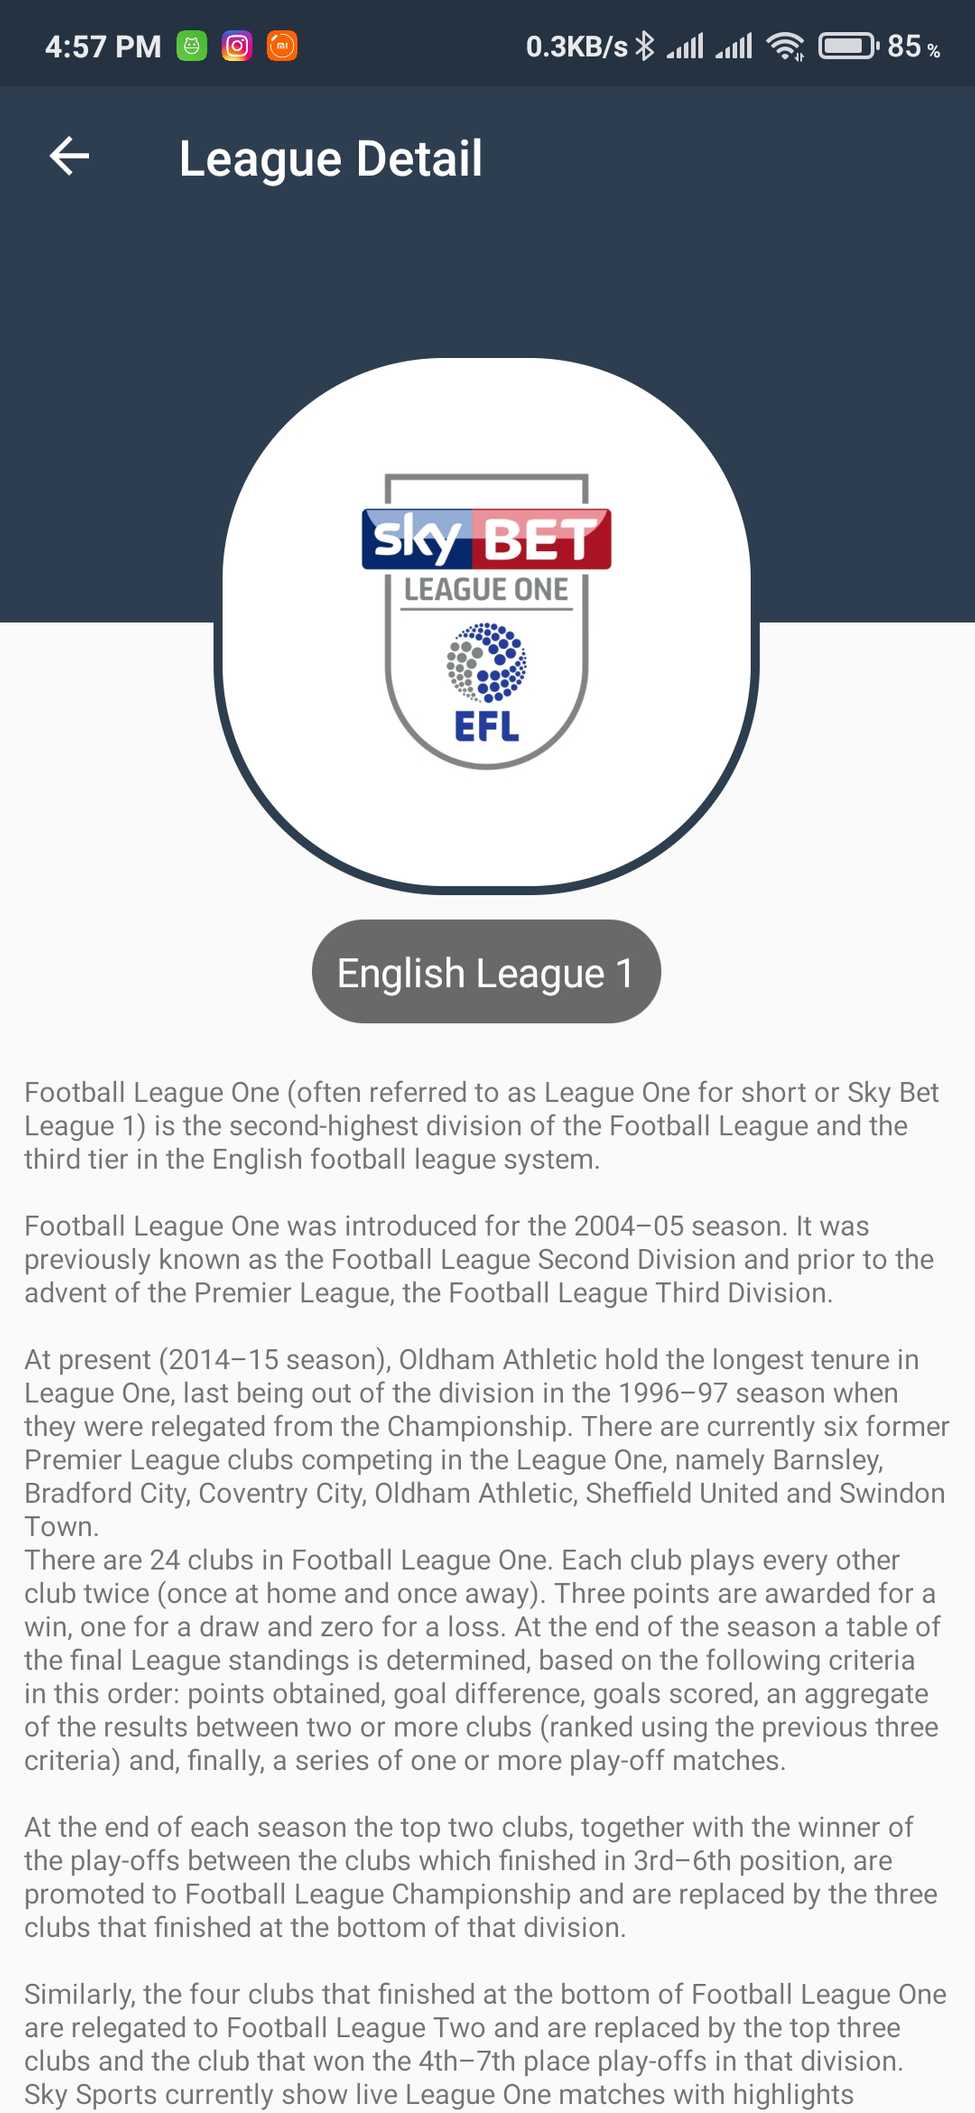 4:57 PM 0.3KB/s 85 %
League Detail
sky BET
LEAGUE ONE
EFL
English League 1
Football League One (often referred to as League One for short or Sky Bet
League 1) is the second-highest division of the Football League and the
third tier in the English football league system.
Football League One was introduced for the 2004–05 season. It was
previously known as the Football League Second Division and prior to the
advent of the Premier League, the Football League Third Division.
At present (2014–15 season), Oldham Athletic hold the longest tenure in
League One, last being out of the division in the 1996–97 season when
they were relegated from the Championship. There are currently six former
Premier League clubs competing in the League One, namely Barnsley,
Bradford City, Coventry City, Oldham Athletic, Sheffield United and Swindon
Town.
There are 24 clubs in Football League One. Each club plays every other
club twice (once at home and once away). Three points are awarded for a
win, one for a draw and zero for a loss. At the end of the season a table of
the final League standings is determined, based on the following criteria
in this order: points obtained, goal difference, goals scored, an aggregate
of the results between two or more clubs (ranked using the previous three
criteria) and, finally, a series of one or more play-off matches.
At the end of each season the top two clubs, together with the winner of
the play-offs between the clubs which finished in 3rd–6th position, are
promoted to Football League Championship and are replaced by the three
clubs that finished at the bottom of that division.
Similarly, the four clubs that finished at the bottom of Football League One
are relegated to Football League Two and are replaced by the top three
clubs and the club that won the 4th–7th place play-offs in that division.
Sky Sports currently show live League One matches with highlights